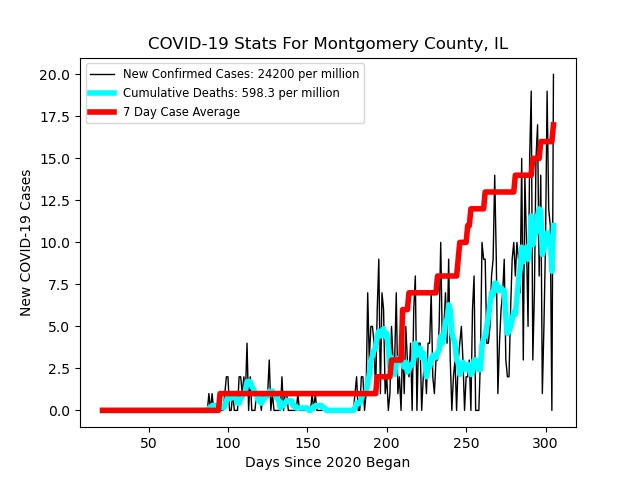 COVID-19 Stats For Montgomery County, IL
New Confirmed Cases: 24200 per million
Cumulative Deaths: 598.3 per million
7 Day Case Average
New COVID-19 Cases
20.0
17.5
15.0
12.5
10.0
7.5
5.0
2.5
0.0
50 100 150 200 250 300
Days Since 2020 Began